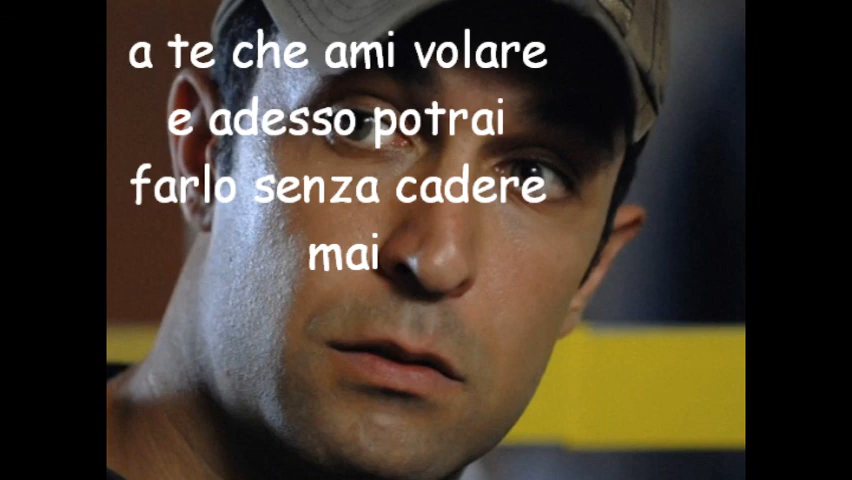 a te che ami volare
e adesso potrai
farlo senza cadere
mai